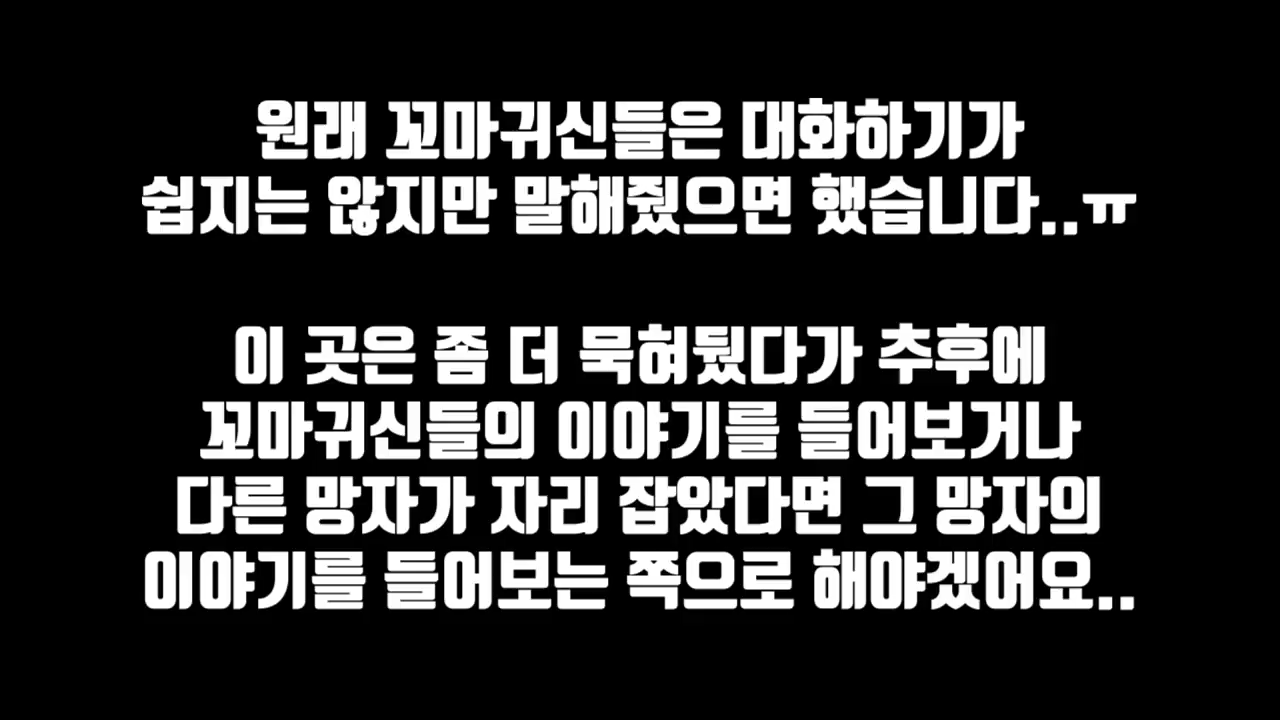 원래 꼬마귀신들은 대화하기가
쉽지는 않지만 말해줬으면 했습니다..ㅠ
이 곳은 좀 더 묵혀뒀다가 추후에
꼬마귀신들의 이야기를 들어보거나
다른 망자가 자리 잡았다면 그 망자의
이야기를 들어보는 쪽으로 해야겠어요..